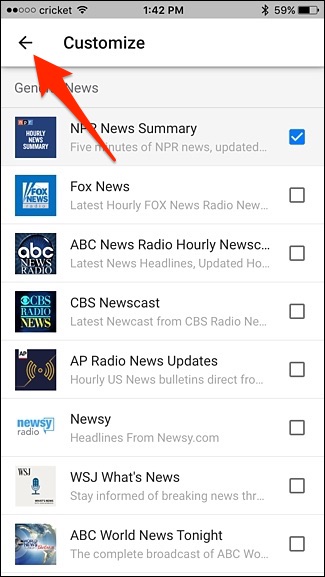 cricket 1:42 PM 59%
Customize
General News
NPR News Summary
Five minutes of NPR news, updated...
Fox News
Latest Hourly FOX News Radio New...
ABC News Radio Hourly Newsc...
Latest News Headlines, Updated Ho...
CBS Newscast
Latest Newscast from CBS Radio Ne...
AP Radio News Updates
Hourly US News bulletins direct fro...
Newsy
Headlines From Newsy.com
WSJ What's News
Stay informed of breaking news thr...
ABC World News Tonight
The complete broadcast of ABC Wo...
npr
HOURLY
NEWS
SUMMARY
FOX
NEWS
abc
NEWS
RADIO
CBS
RADIO
NEWS
AP
newsy
radio
WSJ
WORLD
NEWS